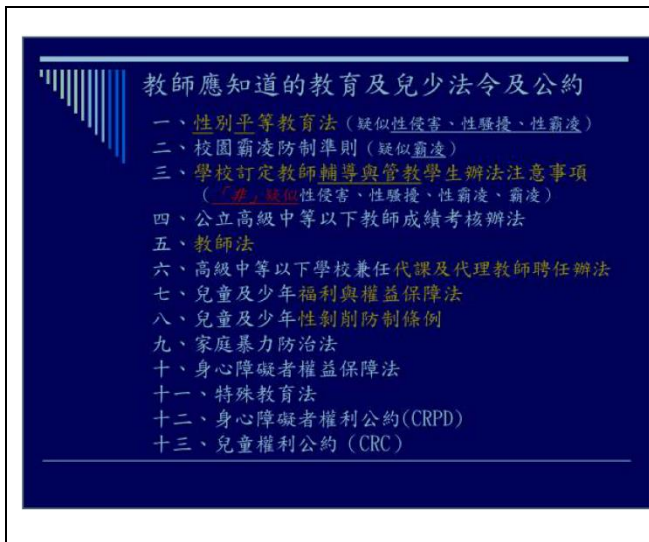 教師應知道的教育及兒少法令及公約
一、性別平等教育法（疑似性侵害、性騷擾、性霸凌）
二、校園霸凌防制準則（疑似霸凌）
三、學校訂定教師輔導與管教學生辦法注意事項
（「非」疑似性侵害、性騷擾、性霸凌、霸凌）
四、公立高級中等以下教師成績考核辦法
五、教師法
六、高級中等以下學校兼任代課及代理教師聘任辦法
七、兒童及少年福利與權益保障法
八、兒童及少年性剝削防制條例
九、家庭暴力防治法
十、身心障礙者權益保障法
十一、特殊教育法
十二、身心障礙者權利公約(CRPD)
十三、兒童權利公約（CRC）